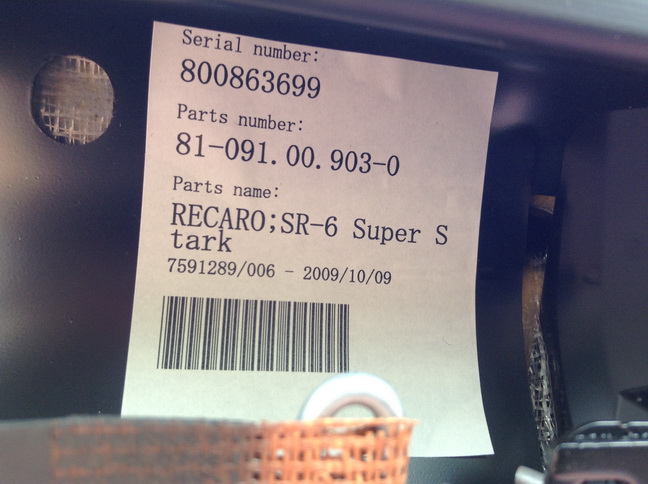 Serial number:
800863699
Parts number:
81-091.00.903-0
Parts name:
RECARO;SR-6 Super S
tark
7591289/006 - 2009/10/09